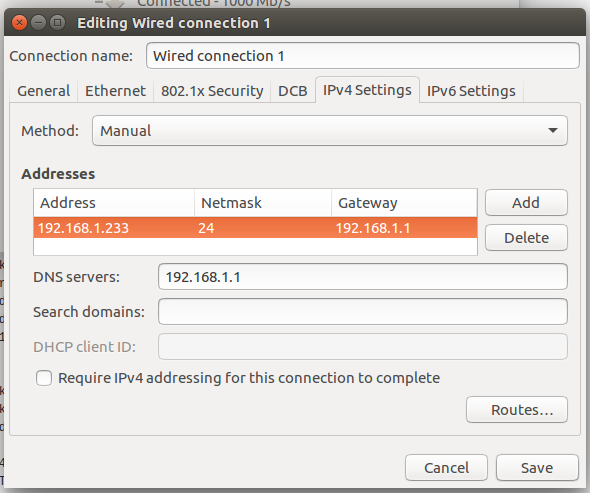 Connected - 1000 Mb/s
Editing Wired connection 1
Connection name: Wired connection 1
General Ethernet 802.1x Security DCB IPv4 Settings IPv6 Settings
Method: Manual
Addresses
Address Netmask Gateway
192.168.1.233 24 192.168.1.1
Add
Delete
DNS servers: 192.168.1.1
Search domains:
DHCP client ID:
Require IPv4 addressing for this connection to complete
Routes...
Cancel Save